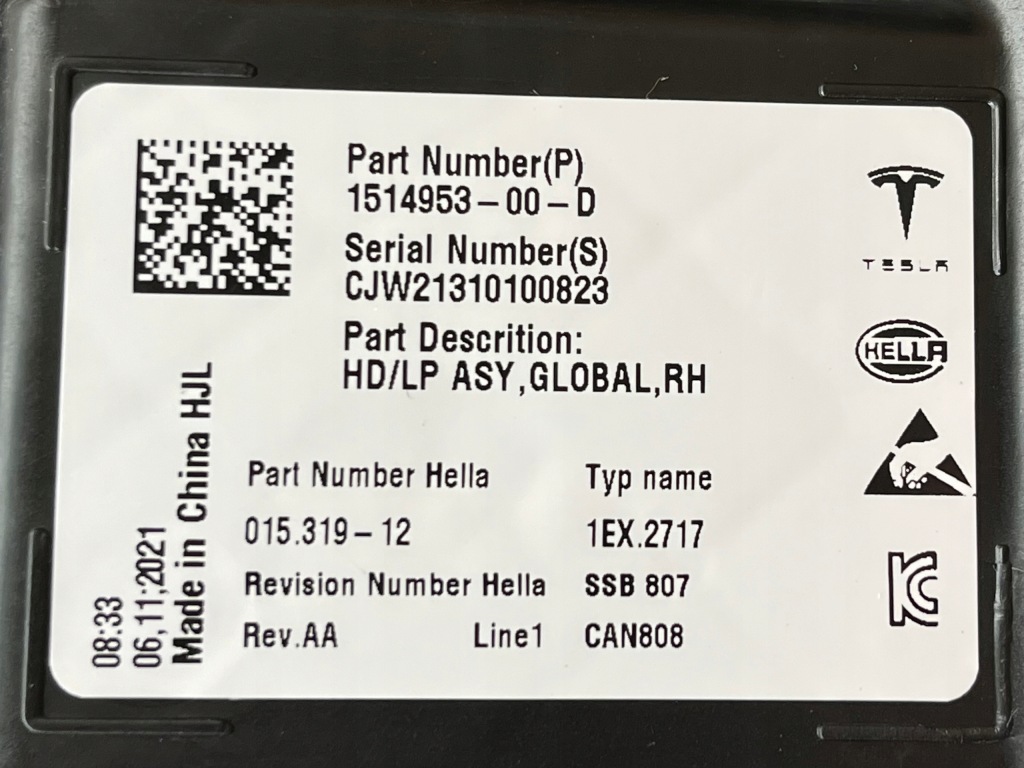 Part Number(P)
1514953-00-D
Serial Number(S)
CJW21310100823
Part Descrition:
HD/LP ASY,GLOBAL,RH
TESLA
HELLA
Part Number Hella
Typ name
015.319-12
1EX.2717
Revision Number Hella
SSB 807
Rev.AA
Line1
CAN808
08:33
06,11;2021
Made in China HJL
KC